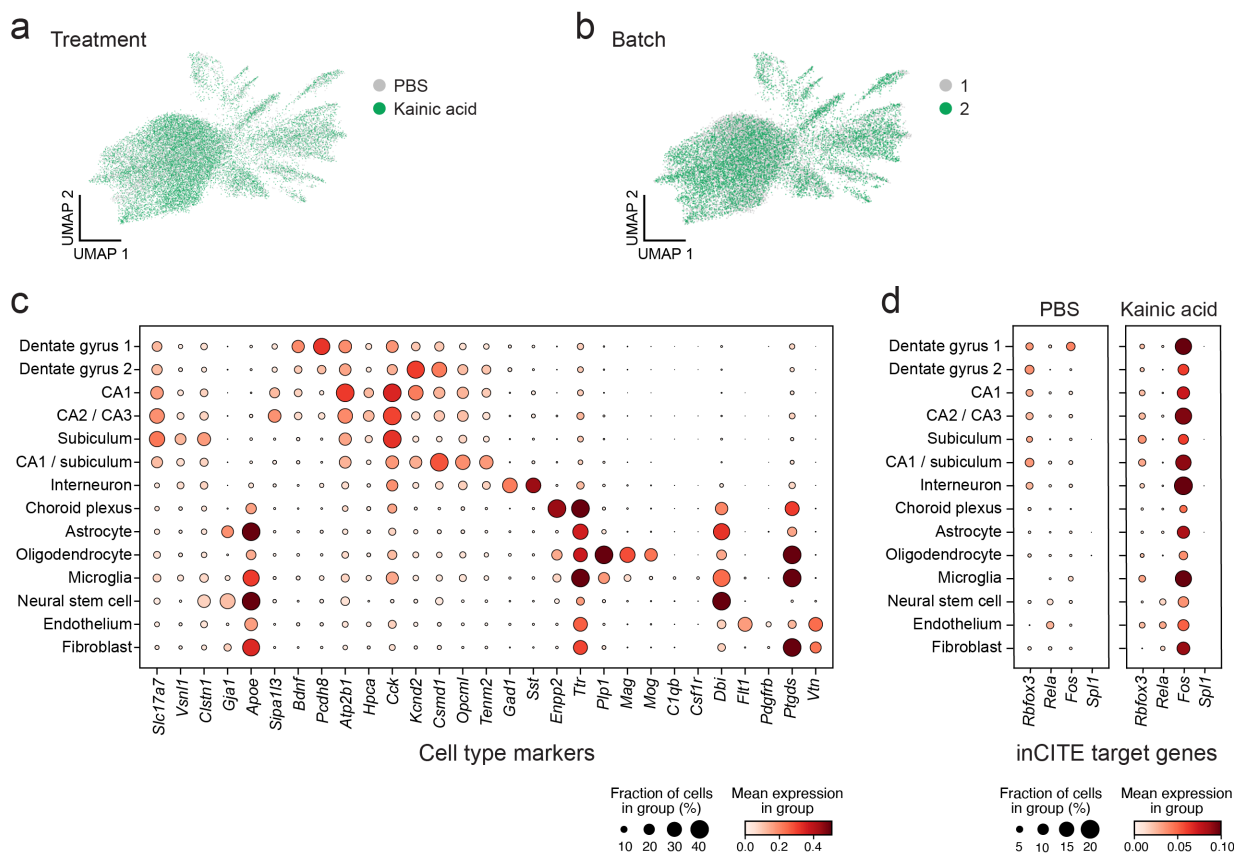 a
Treatment
PBS
Kainic acid
UMAP 2
UMAP 1
b
Batch
1
2
UMAP 2
UMAP 1
c
Dentate gyrus 1
Dentate gyrus 2
CA1
CA2 / CA3
Subiculum
CA1 / subiculum
Interneuron
Choroid plexus
Astrocyte
Oligodendrocyte
Microglia
Neural stem cell
Endothelium
Fibroblast
Slc17a7
Vsnl1
Clstn1
Gja1
Apoe
Sipa1l3
Bdnf
Pcdh8
Atp2b1
Hpca
Cck
Kcnd2
Csmd1
Opcml
Tenm2
Gad1
Sst
Enpp2
Ttr
Plp1
Mag
Mog
C1qb
Csf1r
Dbi
Flt1
Pdgfrb
Ptgds
Vtn
Cell type markers
Fraction of cells
in group (%)
10 20 30 40
Mean expression
in group
0.0 0.4
d
PBS
Kainic acid
Dentate gyrus 1
Dentate gyrus 2
CA1
CA2 / CA3
Subiculum
CA1 / subiculum
Interneuron
Choroid plexus
Astrocyte
Oligodendrocyte
Microglia
Neural stem cell
Endothelium
Fibroblast
Rbfox3
Rela
Fos
Spl1
Rbfox3
Rela
Fos
Spl1
inCITE target genes
Fraction of cells
in group (%)
5 10 15 20
Mean expression
in group
0.00 0.05 0.10